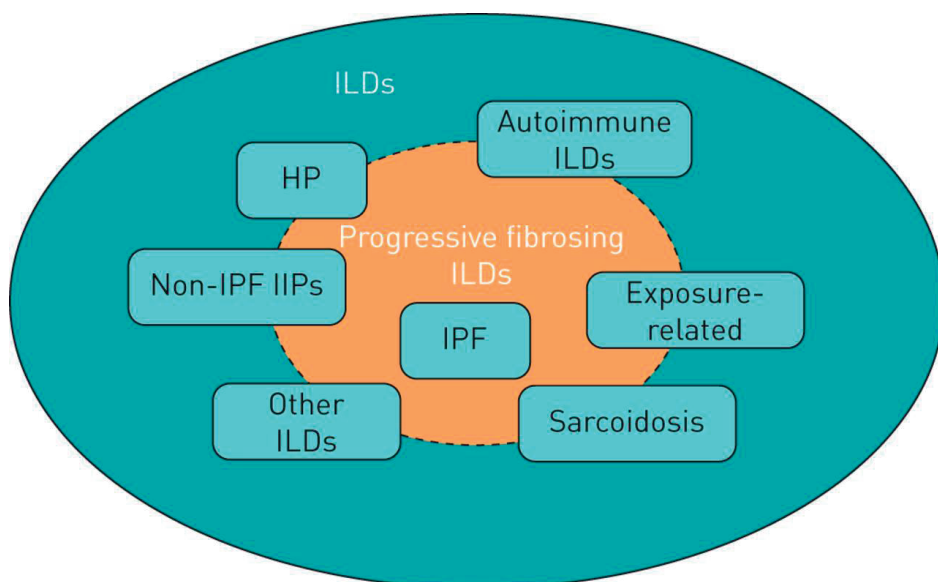 ILDs
Autoimmune
ILDs
HP
Progressive fibrosing
ILDs
Non-IPF IIPs
Exposure-
related
IPF
Other
ILDs
Sarcoidosis